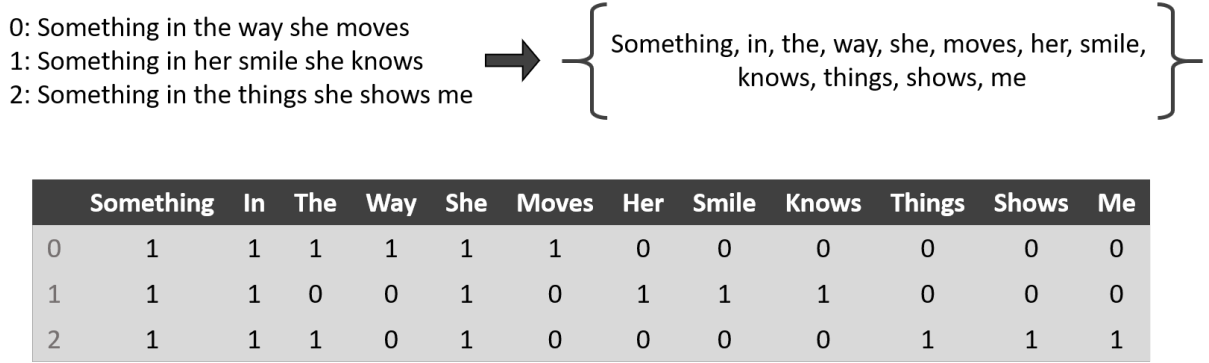 0: Something in the way she moves
1: Something in her smile she knows
2: Something in the things she shows me
Something, in, the, way, she, moves, her, smile,
knows, things, shows, me
Something In The Way She Moves Her Smile Knows Things Shows Me
0 1 1 1 1 1 1 0 0 0 0 0 0
1 1 1 0 0 1 0 1 1 1 0 0 0
2 1 1 1 0 1 0 0 0 0 1 1 1